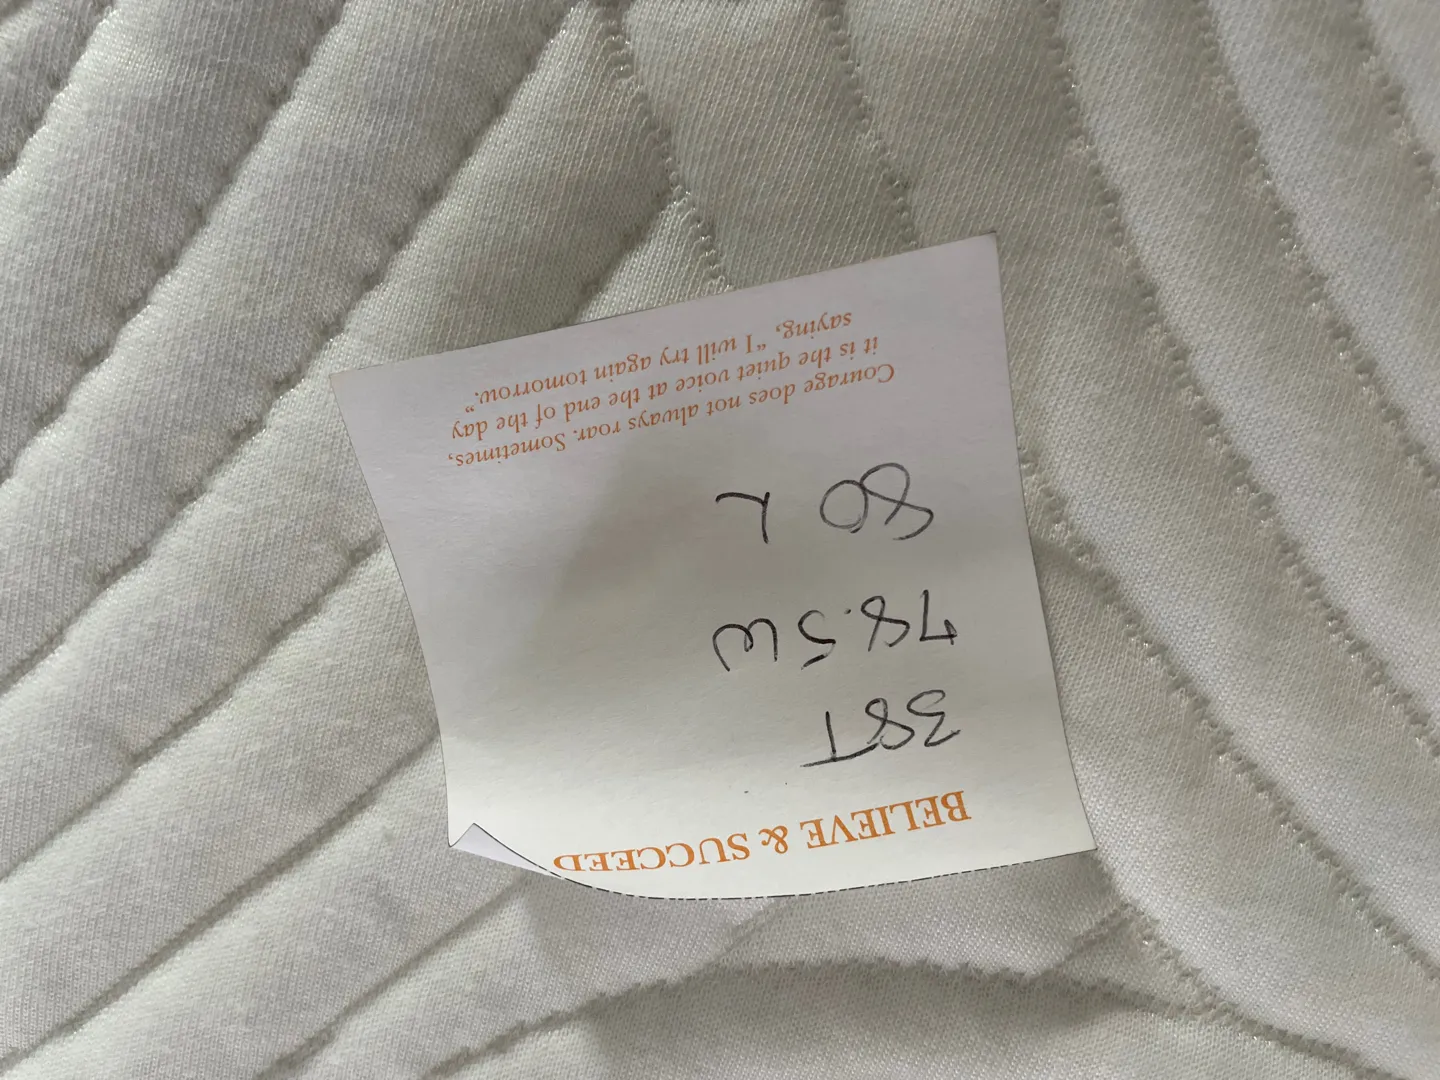 BELIEVE & SUCCEED
38T
78.5W
80 L
Courage does not always roar. Sometimes,
it is the quiet voice at the end of the day
saying, “I will try again tomorrow.”